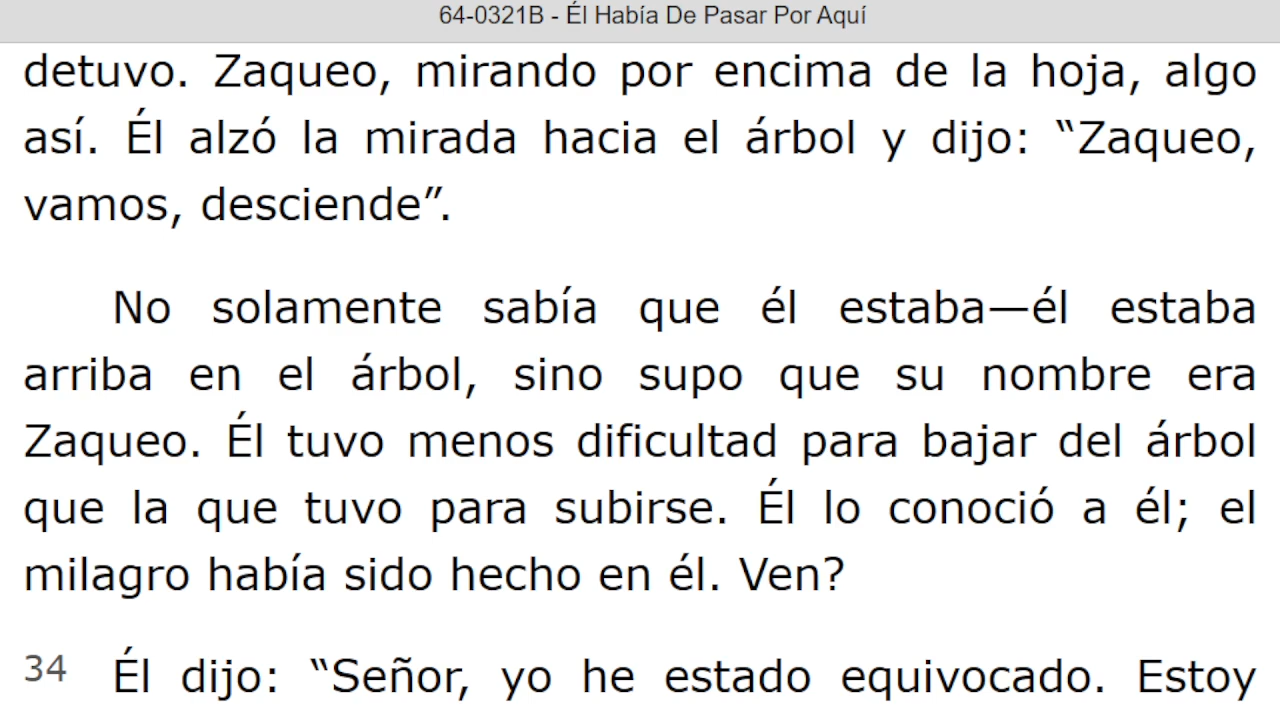 64-0321B - Él Había De Pasar Por Aquí
detuvo. Zaqueo, mirando por encima de la hoja, algo
así. Él alzó la mirada hacia el árbol y dijo: “Zaqueo,
vamos, desciende”.
No solamente sabía que él estaba—él estaba
arriba en el árbol, sino supo que su nombre era
Zaqueo. Él tuvo menos dificultad para bajar del árbol
que la que tuvo para subirse. Él lo conoció a él; el
milagro había sido hecho en él. Ven?
34 Él dijo: “Señor, yo he estado equivocado. Estoy